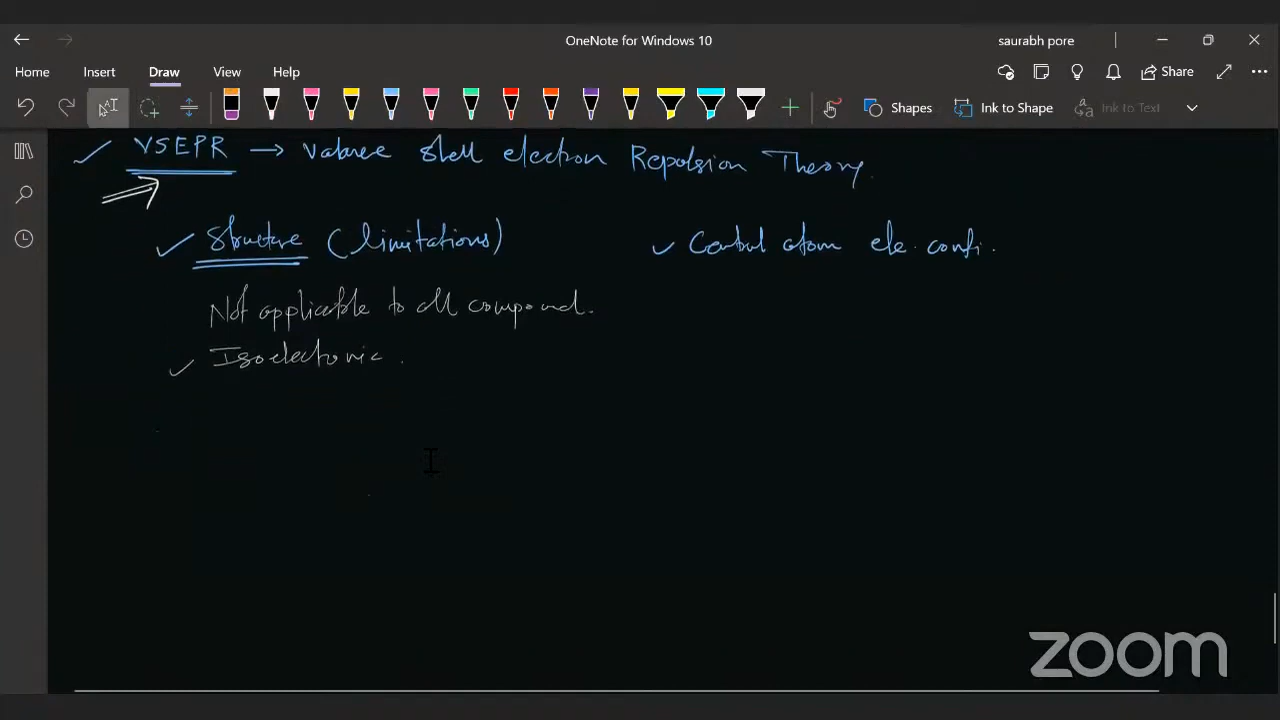 OneNote for Windows 10
saurabh pore
Home Insert Draw View Help
Share
Shapes Ink to Shape Ink to Text
VSEPR → Valance Shell electron Repulsion Theory.
Structure (limitations)
Central atom ele. confi.
Not applicable to all compound.
Isoelectronic.
zoom